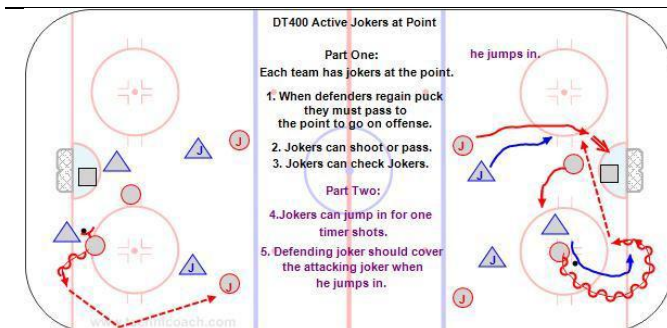 DT400 Active Jokers at Point
Part One:
Each team has jokers at the point.
1. When defenders regain puck
they must pass to
the point to go on offense.
2. Jokers can shoot or pass.
3. Jokers can check Jokers.
Part Two:
4.Jokers can jump in for one
timer shots.
5. Defending joker should cover
the attacking joker when
he jumps in.
he jumps in.
J
J
J
J
J
J
J
J